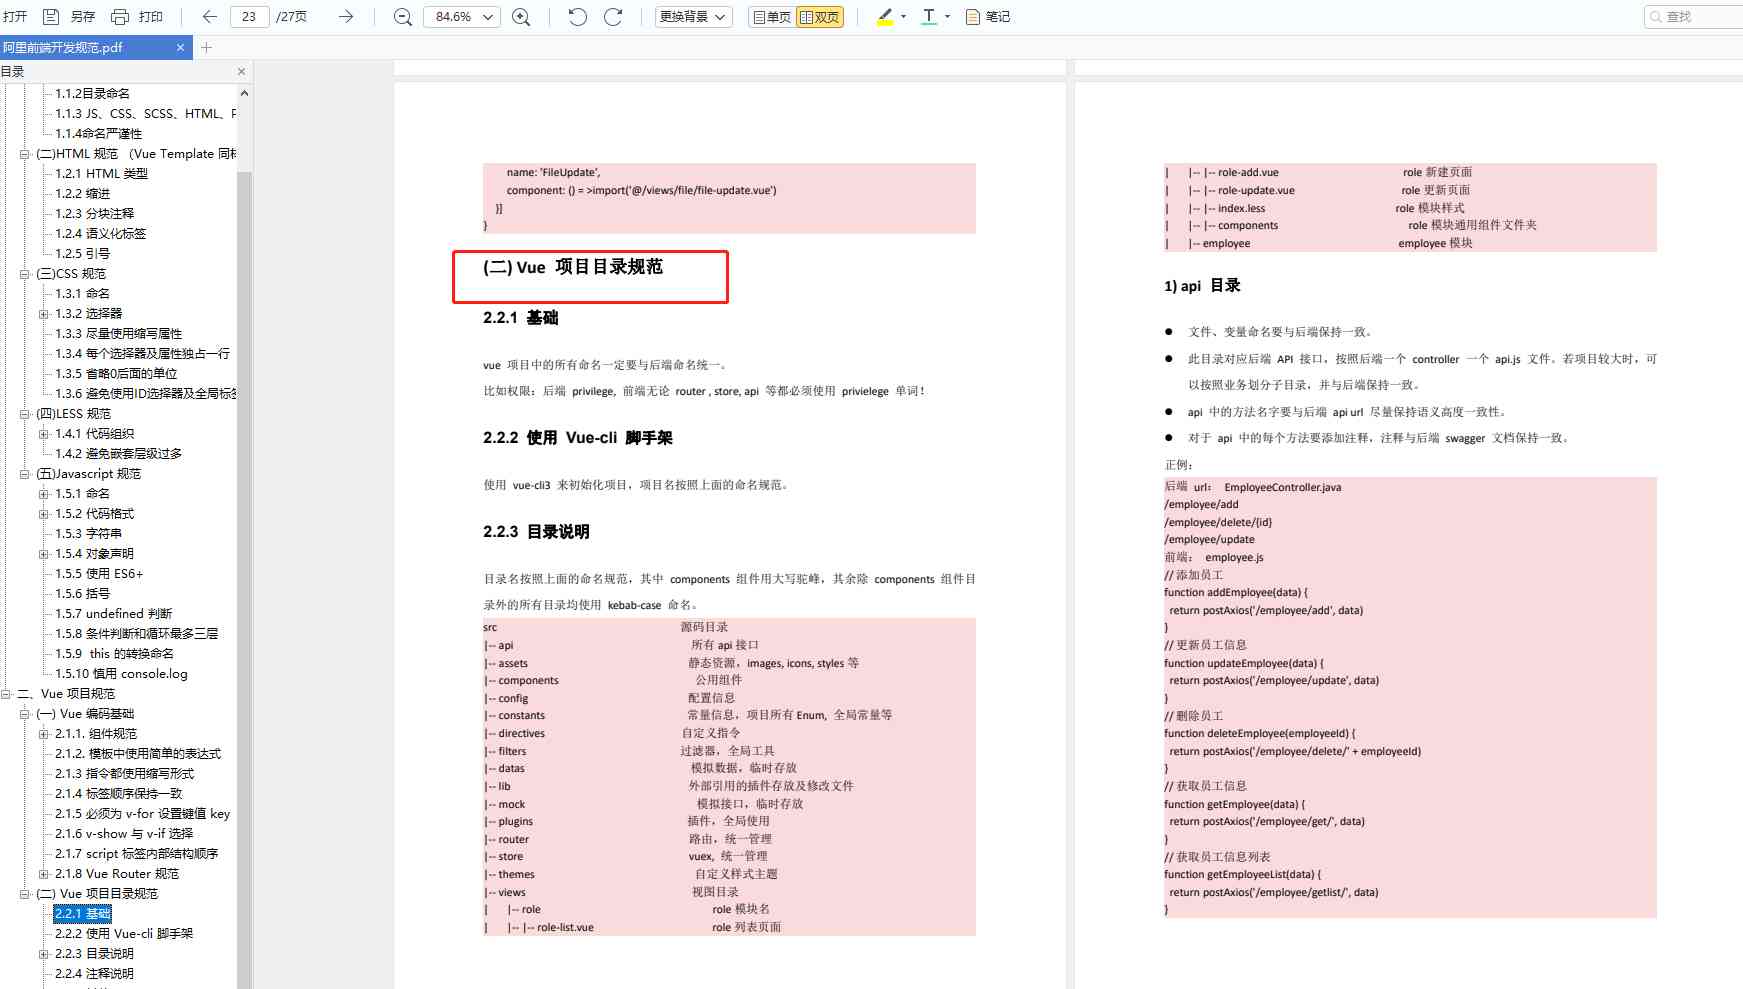 打开 另存 打印 23 /27页 84.6% 更换背景 单页 双页 笔记 查找
阿里前端开发规范.pdf
目录
1.1.2目录命名
1.1.3 JS、CSS、SCSS、HTML、P
1.1.4命名严谨性
(二)HTML 规范 （Vue Template 同样
1.2.1 HTML 类型
1.2.2 缩进
1.2.3 分块注释
1.2.4 语义化标签
1.2.5 引号
(三)CSS 规范
1.3.1 命名
1.3.2 选择器
1.3.3 尽量使用缩写属性
1.3.4 每个选择器及属性独占一行
1.3.5 省略0后面的单位
1.3.6 避免使用ID选择器及全局标签
(四)LESS 规范
1.4.1 代码组织
1.4.2 避免嵌套层级过多
(五)Javascript 规范
1.5.1 命名
1.5.2 代码格式
1.5.3 字符串
1.5.4 对象声明
1.5.5 使用 ES6+
1.5.6 括号
1.5.7 undefined 判断
1.5.8 条件判断和循环最多三层
1.5.9 this 的转换命名
1.5.10 慎用 console.log
二、Vue 项目规范
(一) Vue 编码基础
2.1.1. 组件规范
2.1.2. 模板中使用简单的表达式
2.1.3 指令都使用缩写形式
2.1.4 标签顺序保持一致
2.1.5 必须为 v-for 设置键值 key
2.1.6 v-show 与 v-if 选择
2.1.7 script 标签内部结构顺序
2.1.8 Vue Router 规范
(二) Vue 项目目录规范
2.2.1 基础
2.2.2 使用 Vue-cli 脚手架
2.2.3 目录说明
2.2.4 注释说明
name: 'FileUpdate',
component: () = >import('@/views/file/file-update.vue')
}]
}
(二) Vue 项目目录规范
2.2.1 基础
vue 项目中的所有命名一定要与后端命名统一。
比如权限：后端 privilege, 前端无论 router , store, api 等都必须使用 privielege 单词！
2.2.2 使用 Vue-cli 脚手架
使用 vue-cli3 来初始化项目，项目名按照上面的命名规范。
2.2.3 目录说明
目录名按照上面的命名规范，其中 components 组件用大写驼峰，其余除 components 组件目
录外的所有目录均使用 kebab-case 命名。
src 源码目录
|-- api 所有 api 接口
|-- assets 静态资源，images, icons, styles 等
|-- components 公用组件
|-- config 配置信息
|-- constants 常量信息，项目所有 Enum, 全局常量等
|-- directives 自定义指令
|-- filters 过滤器，全局工具
|-- datas 模拟数据，临时存放
|-- lib 外部引用的插件存放及修改文件
|-- mock 模拟接口，临时存放
|-- plugins 插件，全局使用
|-- router 路由，统一管理
|-- store vuex, 统一管理
|-- themes 自定义样式主题
|-- views 视图目录
| |-- role role 模块名
| |-- |-- role-list.vue role 列表页面
| |-- |-- role-add.vue role 新建页面
| |-- |-- role-update.vue role 更新页面
| |-- |-- index.less role 模块样式
| |-- |-- components role 模块通用组件文件夹
| |-- employee employee 模块
1) api 目录
● 文件、变量命名要与后端保持一致。
● 此目录对应后端 API 接口，按照后端一个 controller 一个 api.js 文件。若项目较大时，可
以按照业务划分子目录，并与后端保持一致。
● api 中的方法名字要与后端 api url 尽量保持语义高度一致性。
● 对于 api 中的每个方法要添加注释，注释与后端 swagger 文档保持一致。
正例：
后端 url： EmployeeController.java
/employee/add
/employee/delete/{id}
/employee/update
前端： employee.js
// 添加员工
function addEmployee(data) {
return postAxios('/employee/add', data)
}
// 更新员工信息
function updateEmployee(data) {
return postAxios('/employee/update', data)
}
// 删除员工
function deleteEmployee(employeeId) {
return postAxios('/employee/delete/' + employeeId)
}
// 获取员工信息
function getEmployee(data) {
return postAxios('/employee/get/', data)
}
// 获取员工信息列表
function getEmployeeList(data) {
return postAxios('/employee/getlist/', data)
}